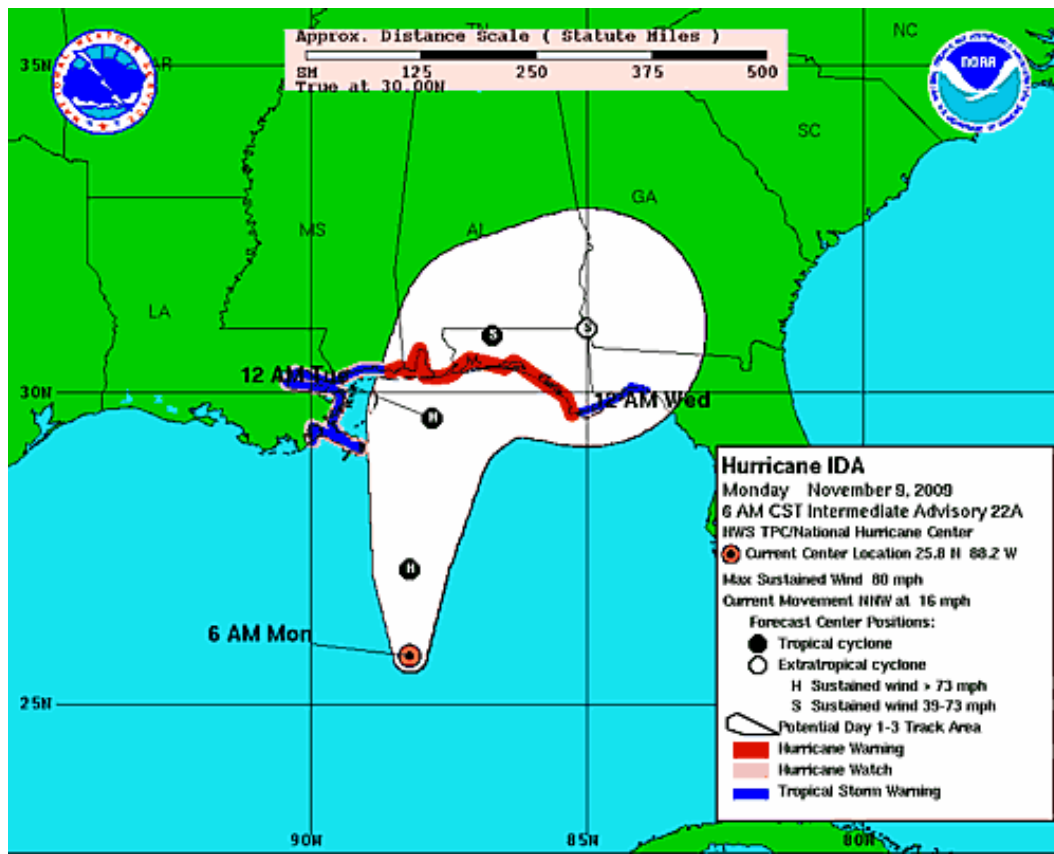 TN
NC
Approx. Distance Scale ( Statute Miles )
SM 125 250 375 500
True at 30.00N
35N
AR
NATIONAL WEATHER SERVICE
NOAA
SC
GA
MS
AL
LA
12 AM Tue
30N
12 AM Wed
H
S
S
H
6 AM Mon
25N
90W
85W
80W
Hurricane IDA
Monday November 9, 2009
6 AM CST Intermediate Advisory 22A
NWS TPC/National Hurricane Center
Current Center Location 25.8 N 88.2 W
Max Sustained Wind 80 mph
Current Movement NNW at 16 mph
Forecast Center Positions:
Tropical cyclone
Extratropical cyclone
H Sustained wind > 73 mph
S Sustained wind 39-73 mph
Potential Day 1-3 Track Area
Hurricane Warning
Hurricane Watch
Tropical Storm Warning